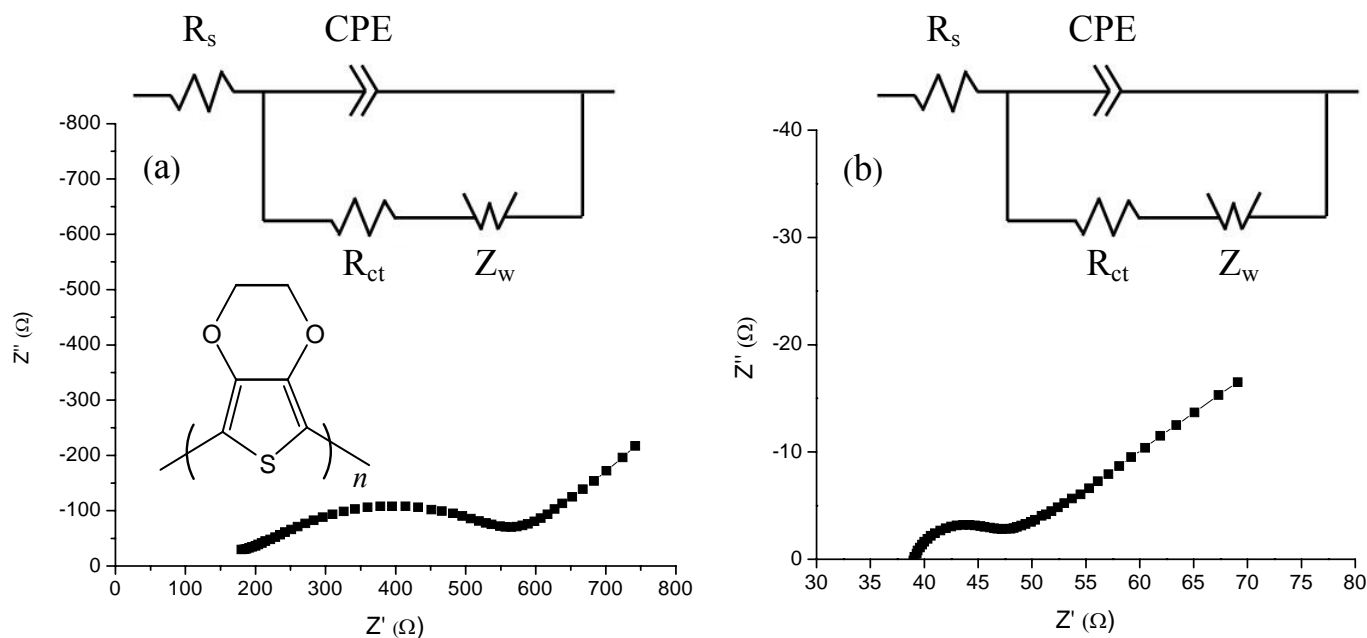 R_s CPE
-800
(a)
-700
-600
R_ct Z_w
-500
Z'' (Ω)
O O
-400
-300
S n
-200
-100
0
0 100 200 300 400 500 600 700 800
Z' (Ω)
R_s CPE
-40
(b)
-30
R_ct Z_w
Z'' (Ω)
-20
-10
0
30 35 40 45 50 55 60 65 70 75 80
Z' (Ω)